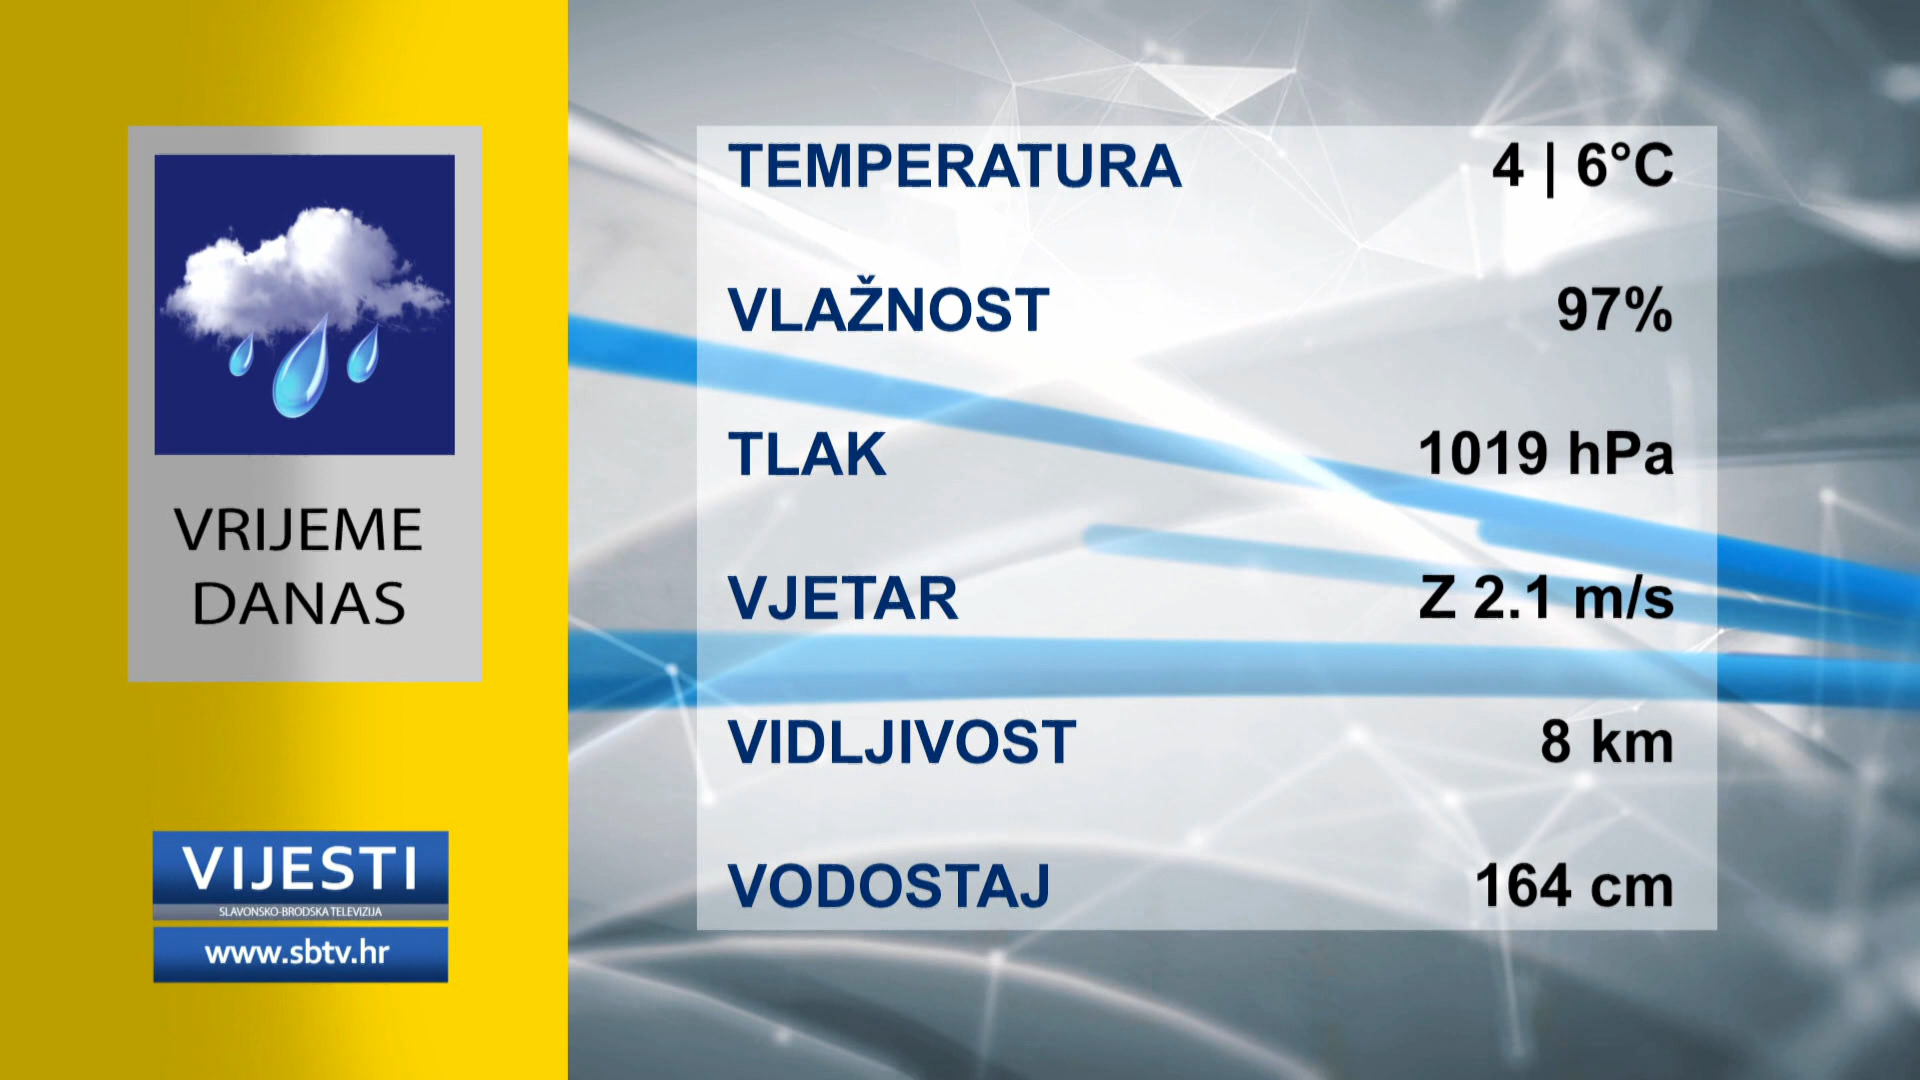 VRIJEME
DANAS
VIJESTI
SLAVONSKO-BRODSKA TELEVIZIJA
www.sbtv.hr
TEMPERATURA 4 | 6°C
VLAŽNOST 97%
TLAK 1019 hPa
VJETAR Z 2.1 m/s
VIDLJIVOST 8 km
VODOSTAJ 164 cm